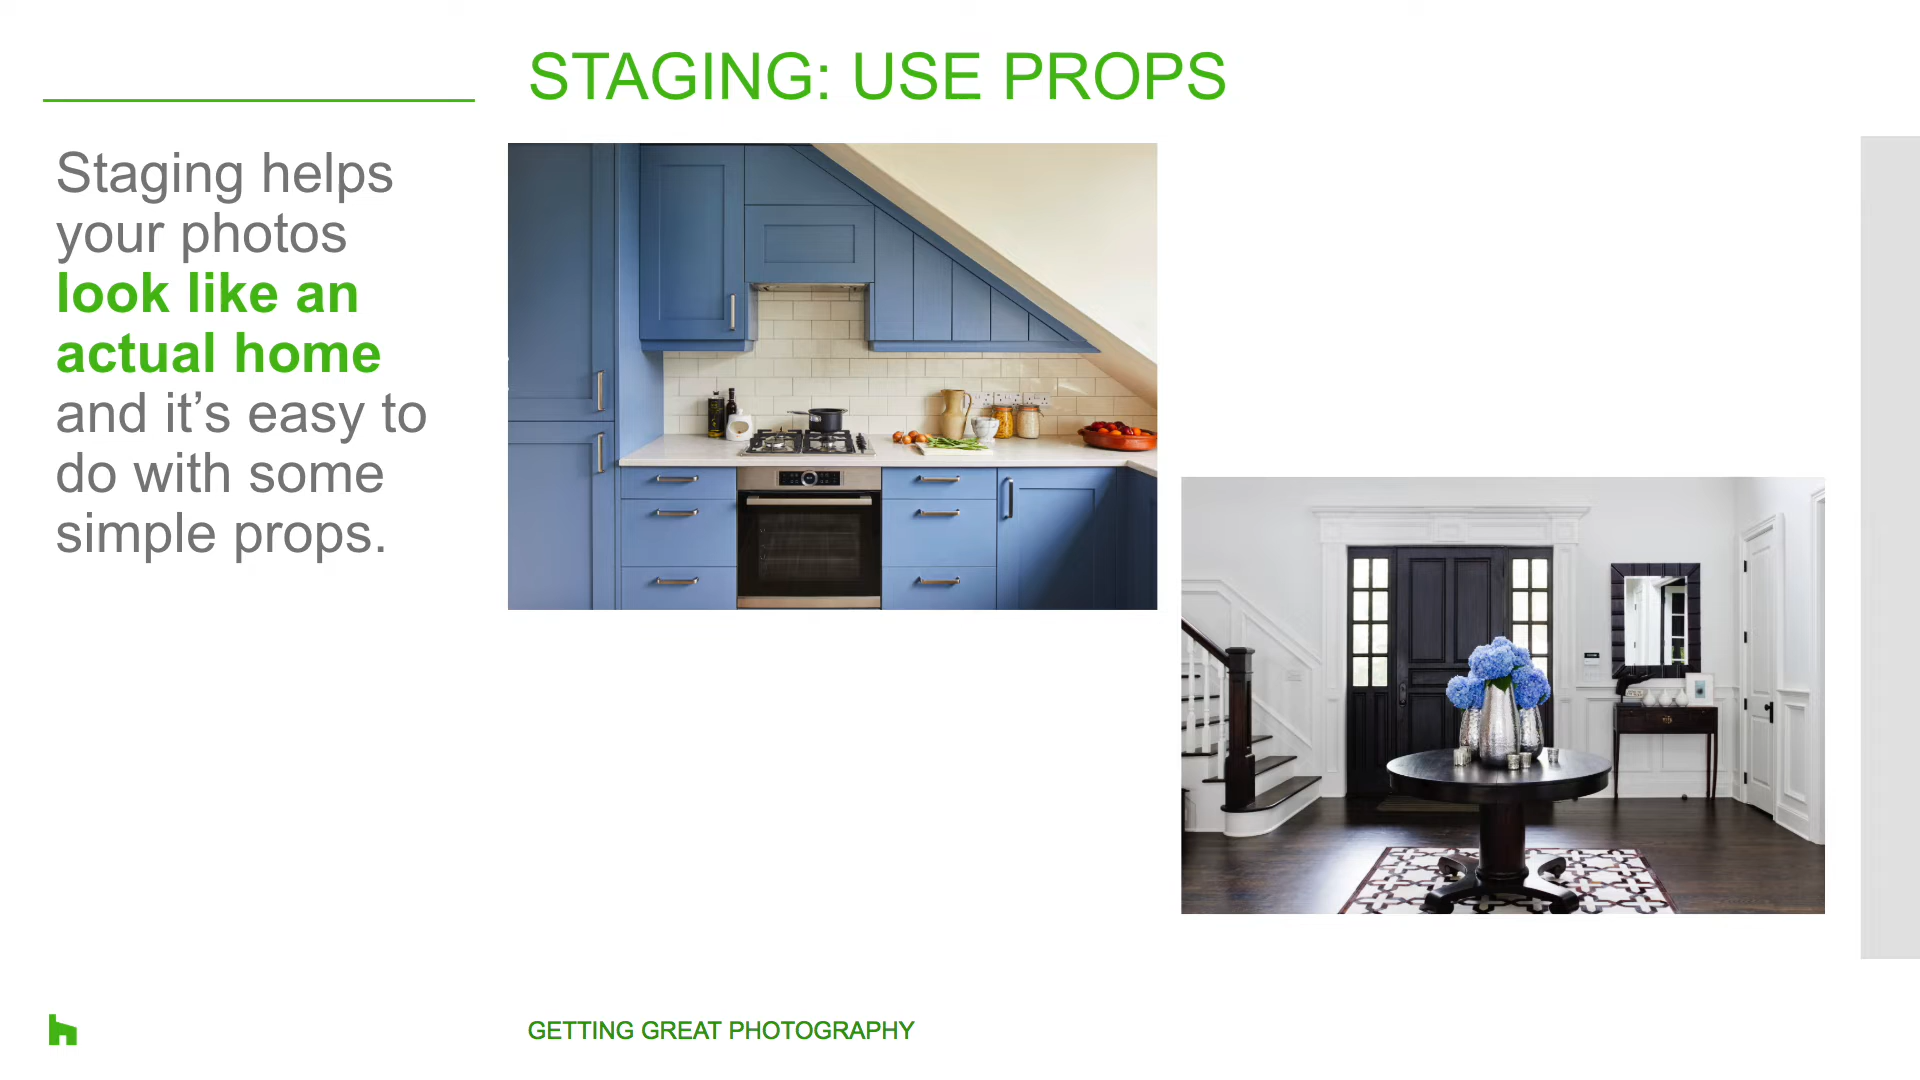 STAGING: USE PROPS
Staging helps
your photos
look like an
actual home
and it’s easy to
do with some
simple props.
GETTING GREAT PHOTOGRAPHY